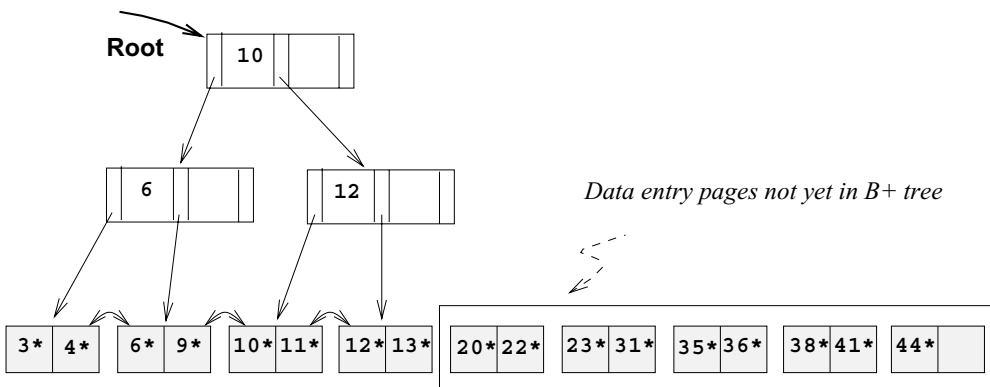 Root
10
6
12
Data entry pages not yet in B+ tree
3* 4* 6* 9* 10* 11* 12* 13* 20* 22* 23* 31* 35* 36* 38* 41* 44*